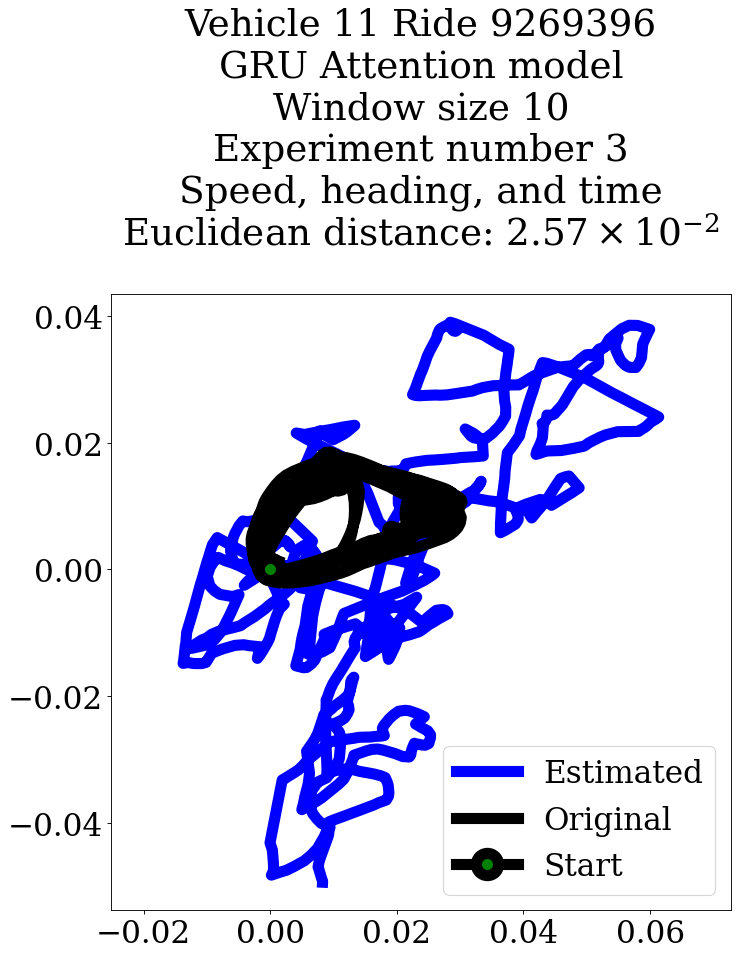 Vehicle 11 Ride 9269396
GRU Attention model
Window size 10
Experiment number 3
Speed, heading, and time
Euclidean distance: 2.57 × 10⁻²
0.04
0.02
0.00
−0.02
−0.04
Estimated
Original
Start
−0.02 0.00 0.02 0.04 0.06